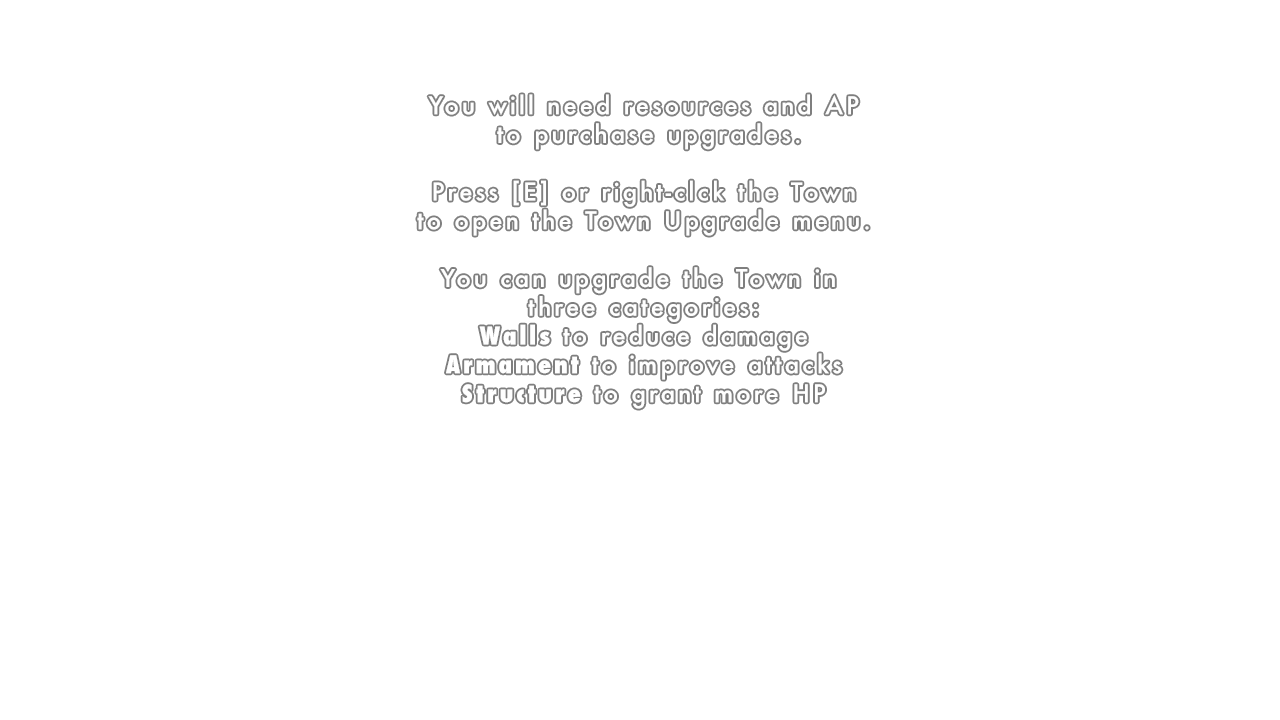 You will need resources and AP
to purchase upgrades.
Press [E] or right-clck the Town
to open the Town Upgrade menu.
You can upgrade the Town in
three categories:
Walls to reduce damage
Armament to improve attacks
Structure to grant more HP